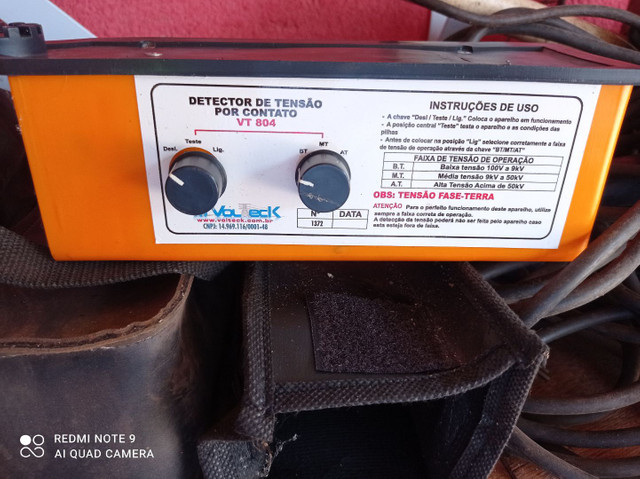 DETECTOR DE TENSÃO
POR CONTATO
VT 804
Desl.
Teste
Lig.
BT
MT
AT
VOLTECK
www.volteck.com.br
CNPJ: 14.969.116/0001-48
Nº DATA
1372
INSTRUÇÕES DE USO
- A chave "Desl / Teste / Lig." Coloca o aparelho em funcionamento
- A posição central "Teste" testa o aparelho e as condições das
pilhas
- Antes de colocar na posição "Lig" selecione corretamente a faixa
de tensão de operação através da chave "BT/MT/AT"
FAIXA DE TENSÃO DE OPERAÇÃO
B.T. Baixa tensão 100V a 9kV
M.T. Média tensão 9kV a 50kV
A.T. Alta Tensão Acima de 50kV
OBS: TENSÃO FASE-TERRA
ATENÇÃO Para o perfeito funcionamento deste aparelho, utilize
sempre a faixa correta de operação.
A detecção da tensão poderá não ser feita pelo aparelho caso
esta esteja fora de faixa.
REDMI NOTE 9
AI QUAD CAMERA